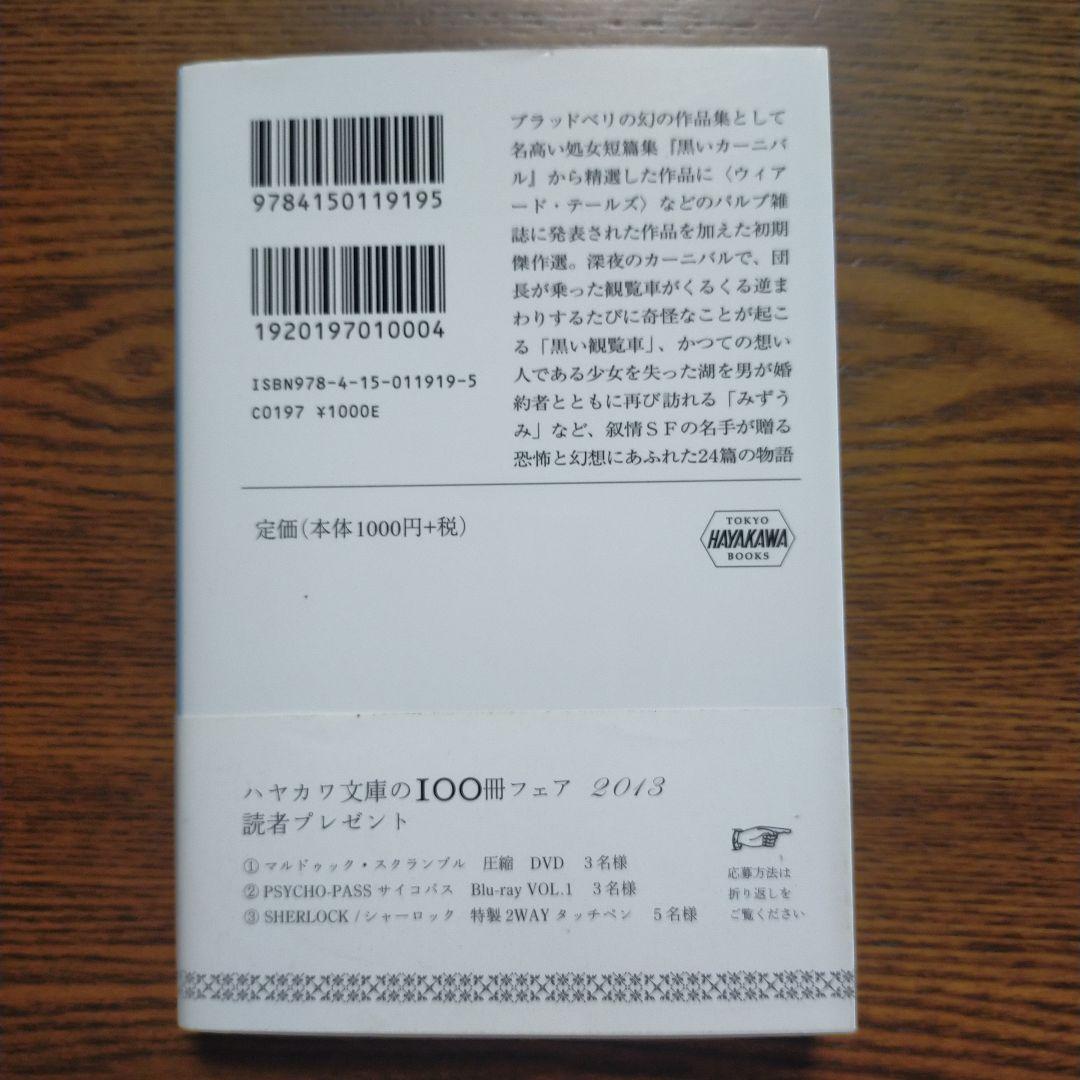 9784150119195
1920197010004
ISBN978-4-15-011919-5
C0197 ¥1000E
ブラッドベリの幻の作品集として
名高い処女短篇集『黒いカーニバ
ル』から精選した作品に〈ウィア
ード・テールズ〉などのパルプ雑
誌に発表された作品を加えた初期
傑作選。深夜のカーニバルで、団
長が乗った観覧車がくるくる逆ま
わりするたびに奇怪なことが起こ
る「黒い観覧車」、かつての想い
人である少女を失った湖を男が婚
約者とともに再び訪れる「みずう
み」など、叙情ＳＦの名手が贈る
恐怖と幻想にあふれた24篇の物語
定価(本体1000円+税)
TOKYO
HAYAKAWA
BOOKS
ハヤカワ文庫の100冊フェア 2013
読者プレゼント
①マルドゥック・スクランブル 圧縮 DVD 3名様
②PSYCHO-PASS サイコパス Blu-ray VOL.1 3名様
③SHERLOCK /シャーロック 特製2WAYタッチペン 5名様
応募方法は
折り返しを
ご覧ください